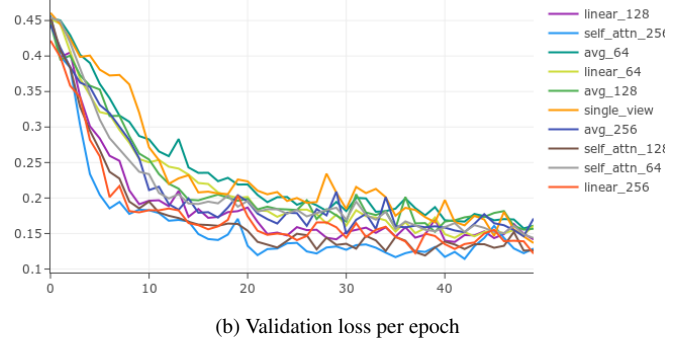 0.45
0.4
0.35
0.3
0.25
0.2
0.15
0.1
0 10 20 30 40
linear_128
self_attn_256
avg_64
linear_64
avg_128
single_view
avg_256
self_attn_128
self_attn_64
linear_256
(b) Validation loss per epoch